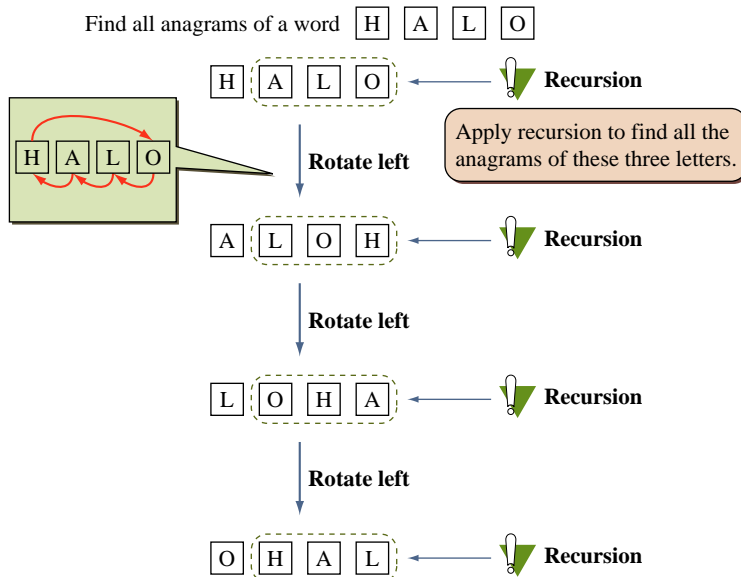 Find all anagrams of a word H A L O
H A L O Recursion
H A L O
Apply recursion to find all the
anagrams of these three letters.
Rotate left
A L O H Recursion
Rotate left
L O H A Recursion
Rotate left
O H A L Recursion